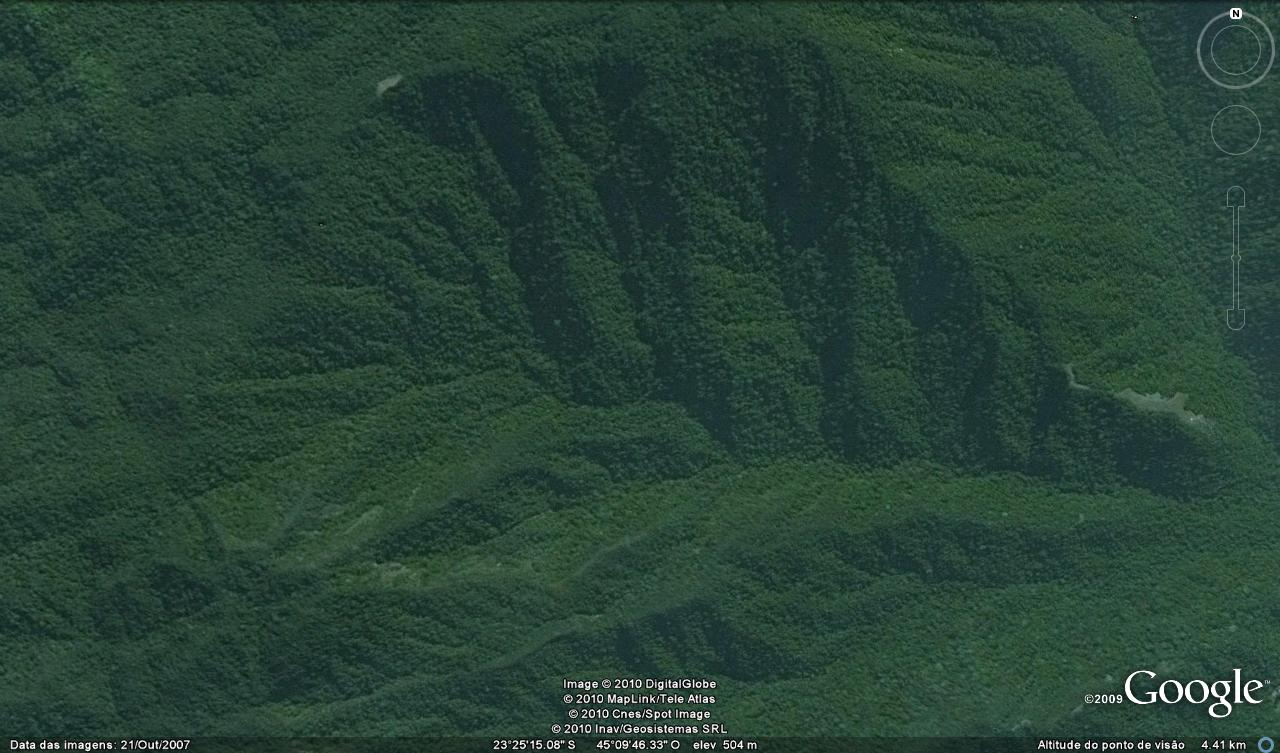 N
Image © 2010 DigitalGlobe
© 2010 MapLink/Tele Atlas
© 2010 Cnes/Spot Image
© 2010 Inav/Geosistemas SRL
©2009 Google™
Data das imagens: 21/Out/2007 23°25'15.08" S 45°09'46.33" O elev 504 m Altitude do ponto de visão 4.41 km